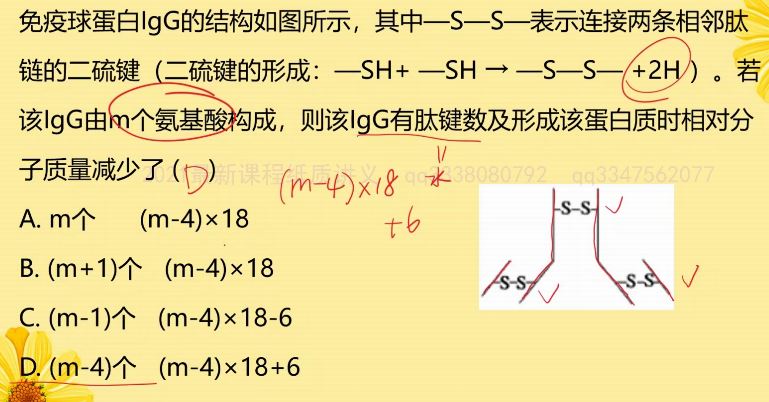 免疫球蛋白IgG的结构如图所示，其中—S—S—表示连接两条相邻肽
链的二硫键（二硫键的形成：—SH+ —SH → —S—S— +2H ）。若
该IgG由m个氨基酸构成，则该IgG有肽键数及形成该蛋白质时相对分
子质量减少了（D）
新课程纸质讲义 qq3338080792 qq3347562077
(m-4)×18 水
+6
A. m个 (m-4)×18
B. (m+1)个 (m-4)×18
C. (m-1)个 (m-4)×18-6
D. (m-4)个 (m-4)×18+6
-S-S-
-S-S- -S-S-